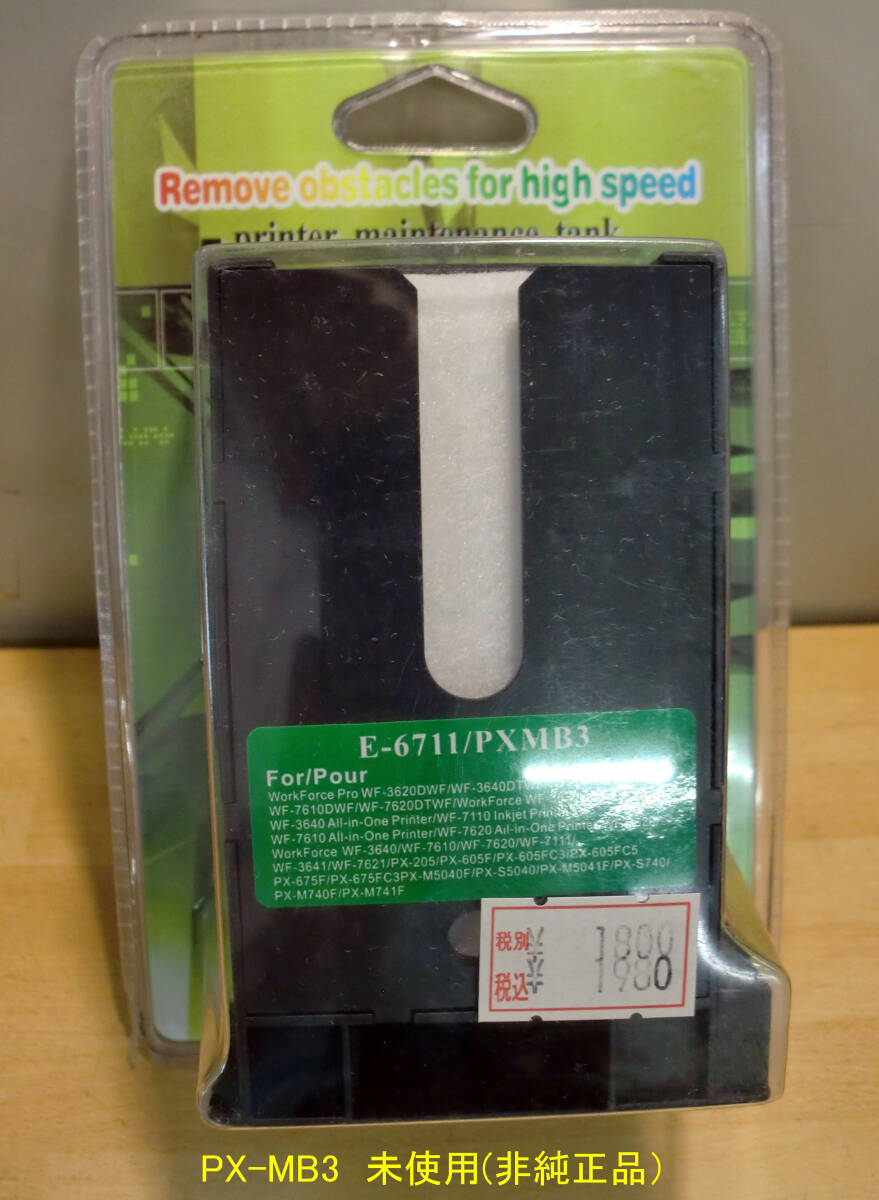 Remove obstacles for high speed
printer maintenance tank
E-6711/PXMB3
For/Pour
WorkForce Pro WF-3620DWF/WF-3640DTW
WF-7610DWF/WF-7620DTWF/WorkForce WF
WF-3640 All-in-One Printer/WF-7110 Inkjet Printer
WF-7610 All-in-One Printer/WF-7620 All-in-One Printer
WorkForce WF-3640/WF-7610/WF-7620/WF-7111/
WF-3641/WF-7621/PX-205/PX-605F/PX-605FC3/PX-605FC5
PX-675F/PX-675FC3PX-M5040F/PX-S5040/PX-M5041F/PX-S740/
PX-M740F/PX-M741F
税別 ¥ 1800
税込 ¥ 1980
PX-MB3 未使用(非純正品)